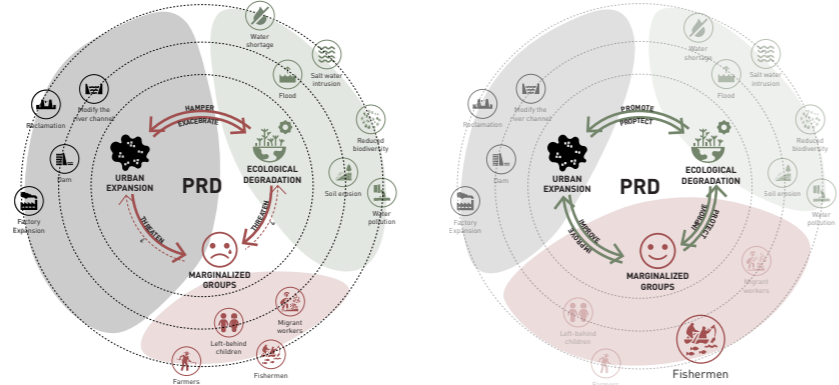 Water
shortage
Salt water
intrusion
Flood
Reclamation
Modify the
river channel
Reduced
biodiversity
HAMPER
EXACEBRATE
Dam
URBAN
EXPANSION
PRD
ECOLOGICAL
DEGRADATION
Soil erosion
Water
pollution
Factory
Expansion
THREATEN
THREATEN
MARGINALIZED
GROUPS
Migrant
workers
Left-behind
children
Farmers
Fishermen
Water
shortage
Salt water
intrusion
Flood
Reclamation
Modify the
river channel
Reduced
biodiversity
PROMOTE
PROPTECT
Dam
URBAN
EXPANSION
PRD
ECOLOGICAL
DEGRADATION
Soil erosion
Water
pollution
Factory
Expansion
IMPROVE
IMPROVE
IMPROVE
PROTECT
MARGINALIZED
GROUPS
Migrant
workers
Left-behind
children
Fishermen